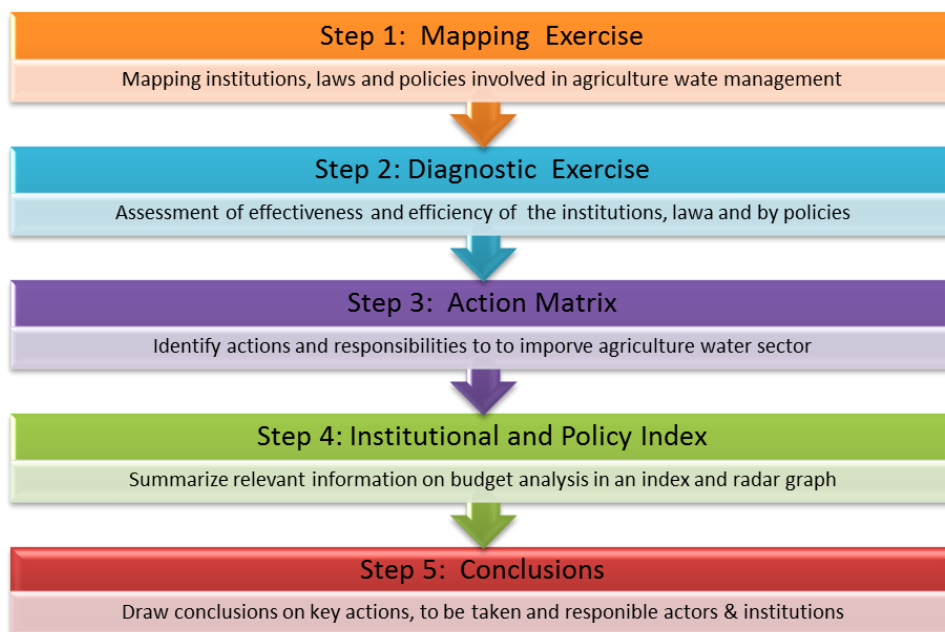 Step 1: Mapping Exercise
Mapping institutions, laws and policies involved in agriculture wate management
Step 2: Diagnostic Exercise
Assessment of effectiveness and efficiency of the institutions, lawa and by policies
Step 3: Action Matrix
Identify actions and responsibilities to to imporve agriculture water sector
Step 4: Institutional and Policy Index
Summarize relevant information on budget analysis in an index and radar graph
Step 5: Conclusions
Draw conclusions on key actions, to be taken and responible actors & institutions